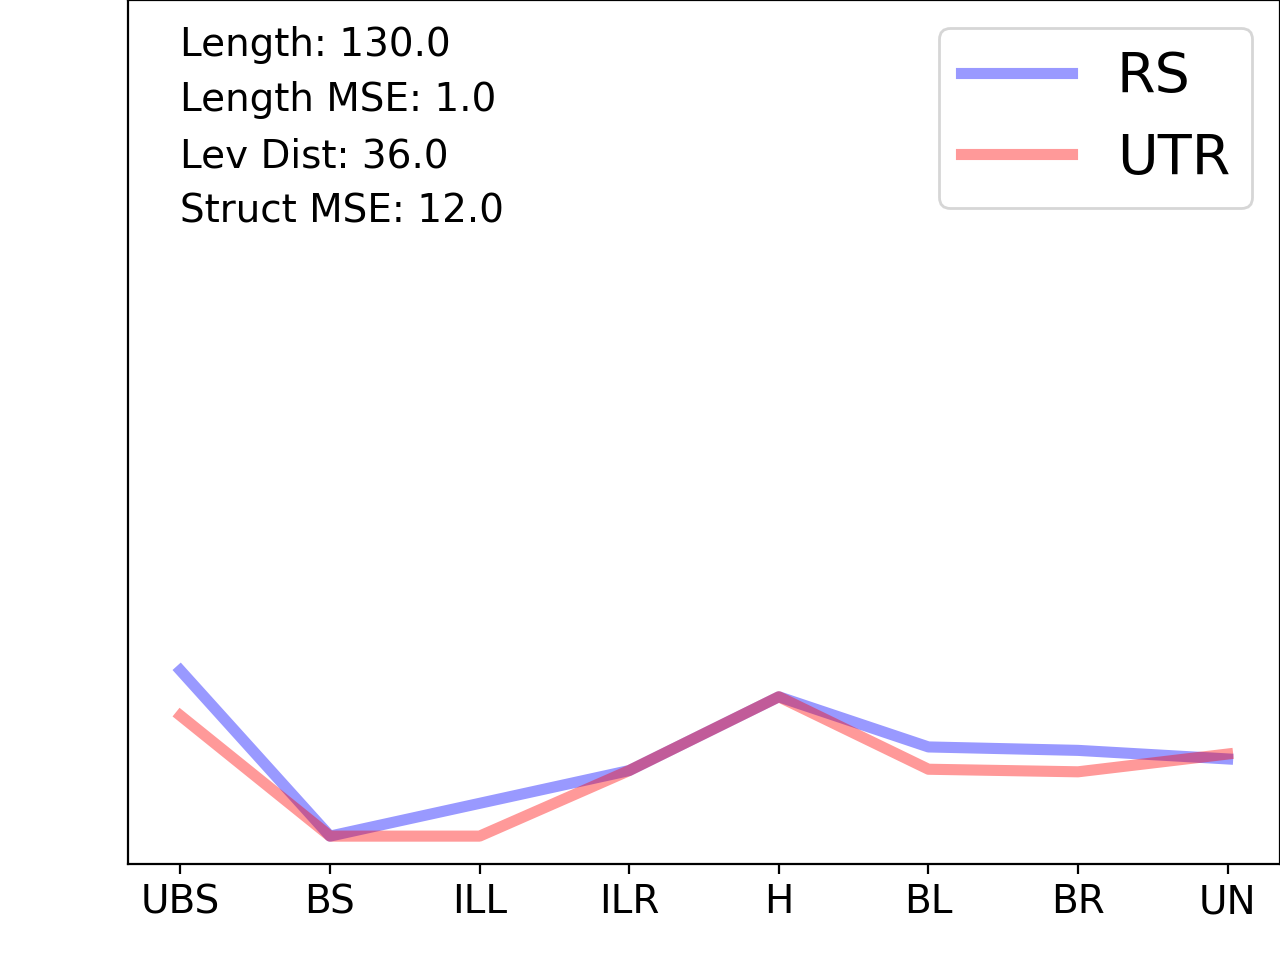 Length: 130.0
Length MSE: 1.0
Lev Dist: 36.0
Struct MSE: 12.0
RS
UTR
UBS BS ILL ILR H BL BR UN